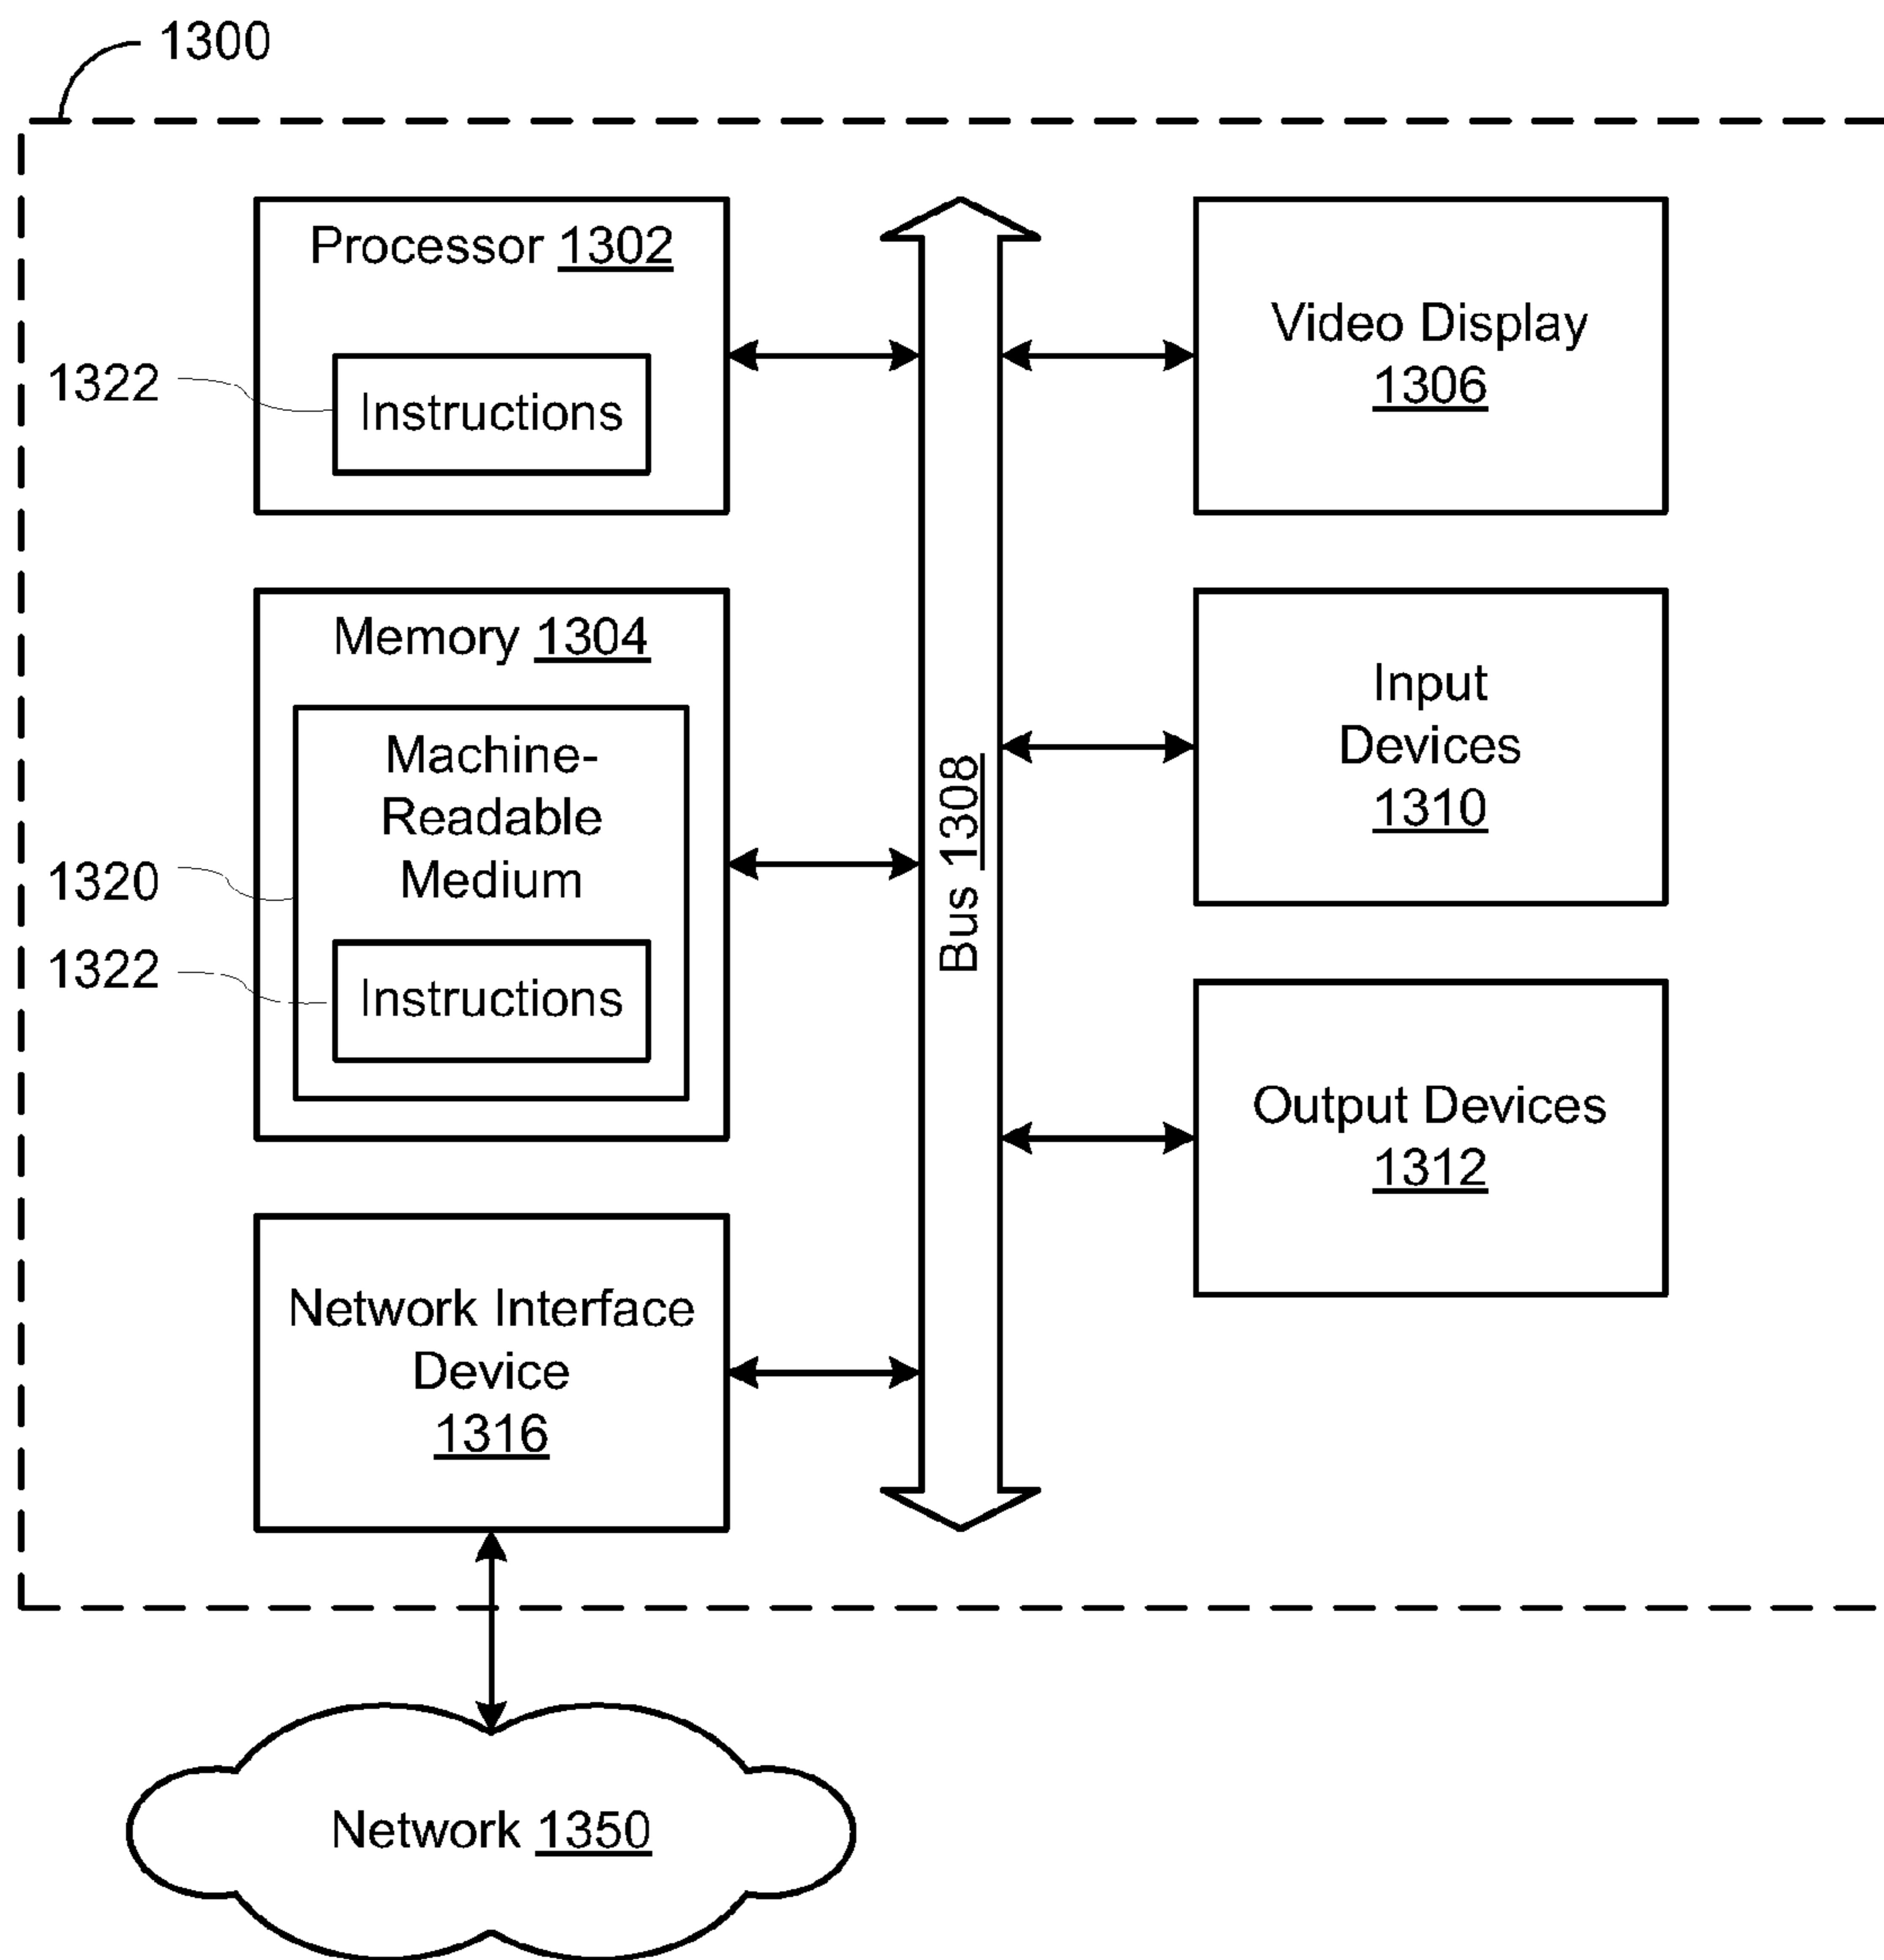 1300
Processor 1302
1322
Instructions
Memory 1304
Machine-
Readable
Medium
1320
1322
Instructions
Network Interface
Device
1316
Bus 1308
Video Display
1306
Input
Devices
1310
Output Devices
1312
Network 1350